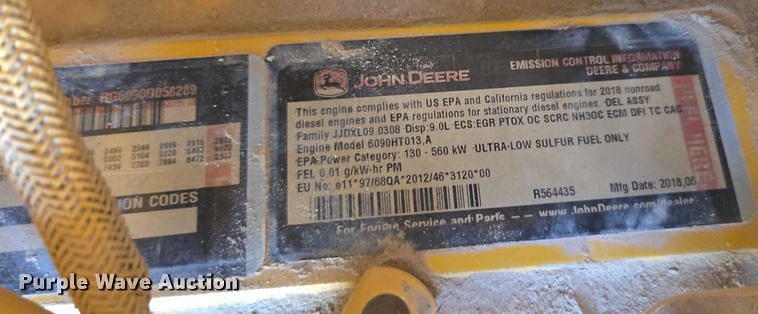 mber RG6090U058289
ION CODES
JOHN DEERE
EMISSION CONTROL INFORMATION
DEERE & COMPANY
This engine complies with US EPA and California regulations for 2018 nonroad
diesel engines and EPA regulations for stationary diesel engines. OEL ASSY
Family JJDXL09.0308 Disp:9.0L ECS:EGR PTOX OC SCRC NH3OC ECM DFI TC CAC
Engine Model 6090HT013,A
EPA Power Category: 130 - 560 kW ULTRA-LOW SULFUR FUEL ONLY
FEL 0.01 g/kW-hr PM
EU No: e11*97/68QA*2012/46*3120*00
R564435 Mfg Date: 2018.06
For Engine Service and Parts -- www.JohnDeere.com/dealer
Purple Wave Auction